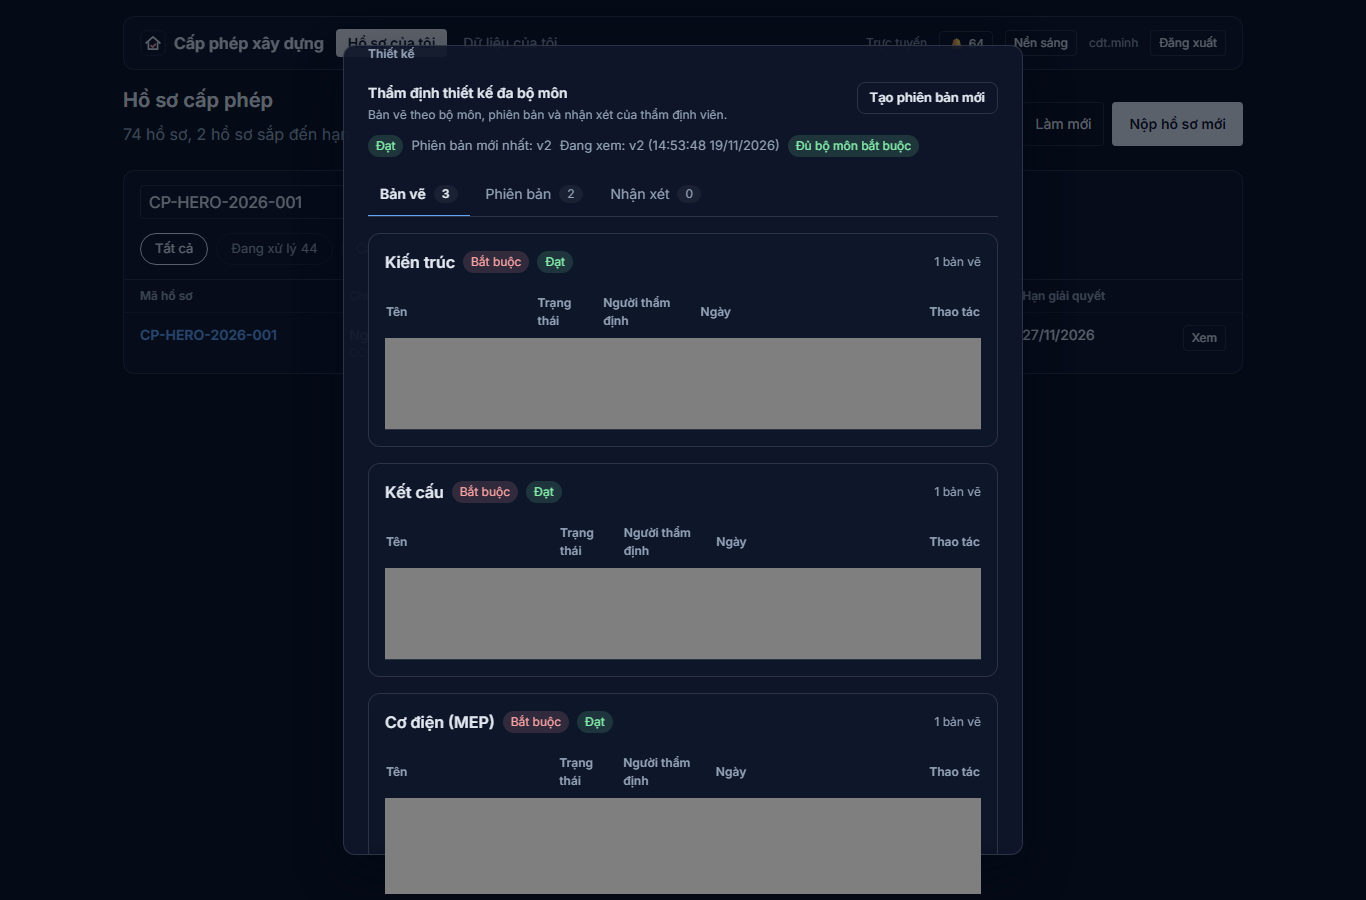 Cấp phép xây dựng
Hồ sơ của tôi
Dữ liệu của tôi
Trực tuyến
64
Nền sáng
cdt.minh
Đăng xuất
Hồ sơ cấp phép
74 hồ sơ, 2 hồ sơ sắp đến hạn
Làm mới
Nộp hồ sơ mới
CP-HERO-2026-001
Tất cả
Đang xử lý 44
Mã hồ sơ
Hạn giải quyết
CP-HERO-2026-001
27/11/2026
Xem
Thiết kế
Thẩm định thiết kế đa bộ môn
Tạo phiên bản mới
Bản vẽ theo bộ môn, phiên bản và nhận xét của thẩm định viên.
Đạt Phiên bản mới nhất: v2 Đang xem: v2 (14:53:48 19/11/2026) Đủ bộ môn bắt buộc
Bản vẽ 3 Phiên bản 2 Nhận xét 0
Kiến trúc Bắt buộc Đạt 1 bản vẽ
Tên Trạng thái Người thẩm định Ngày Thao tác
Kết cấu Bắt buộc Đạt 1 bản vẽ
Tên Trạng thái Người thẩm định Ngày Thao tác
Cơ điện (MEP) Bắt buộc Đạt 1 bản vẽ
Tên Trạng thái Người thẩm định Ngày Thao tác